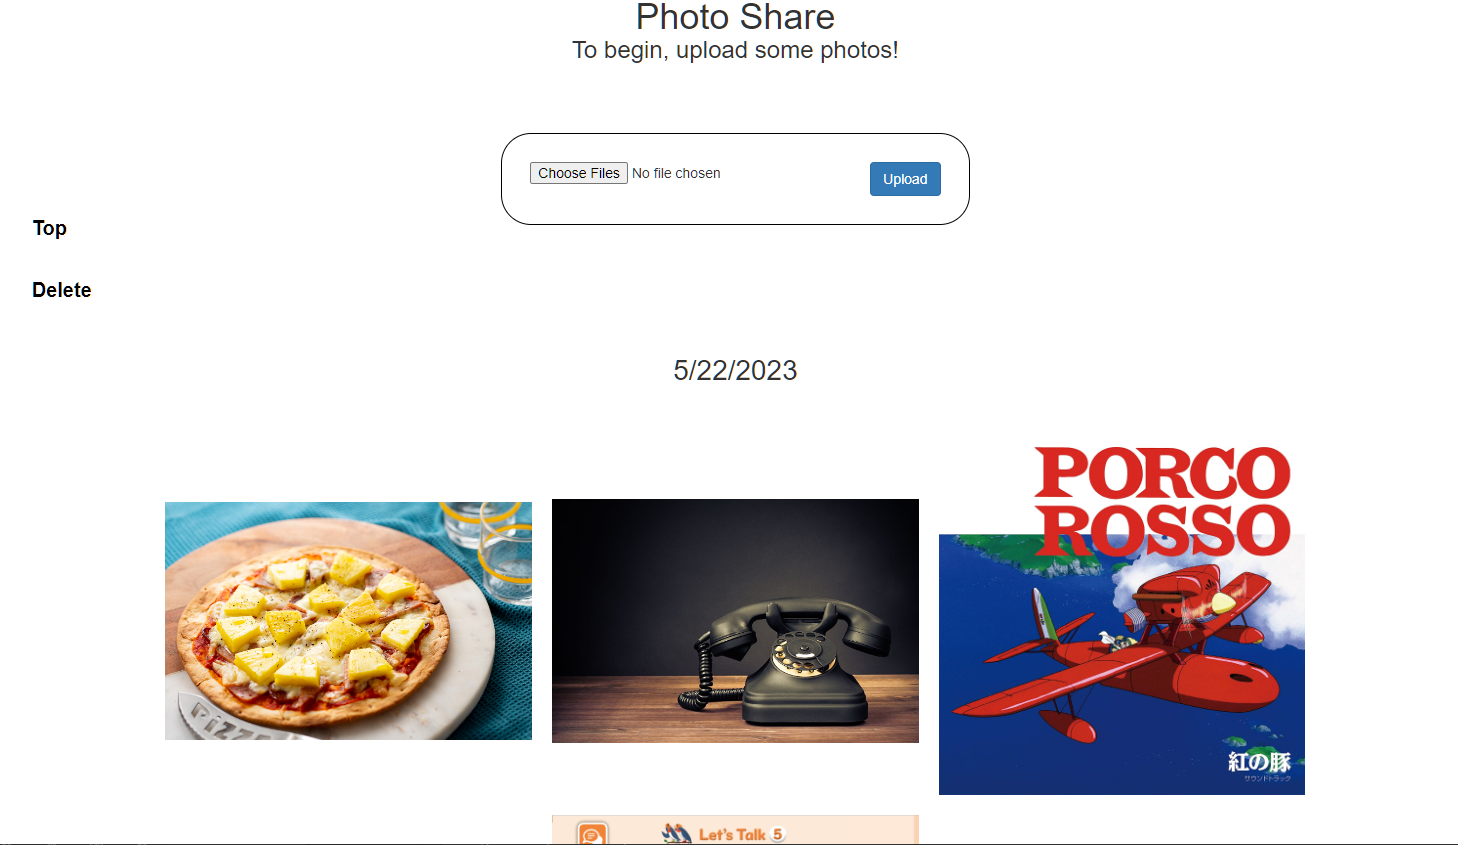 Photo Share
To begin, upload some photos!
Choose Files No file chosen
Upload
Top
Delete
5/22/2023
PIZZA
PORCO
ROSSO
紅の豚
サウンドトラック
Let's Talk 5